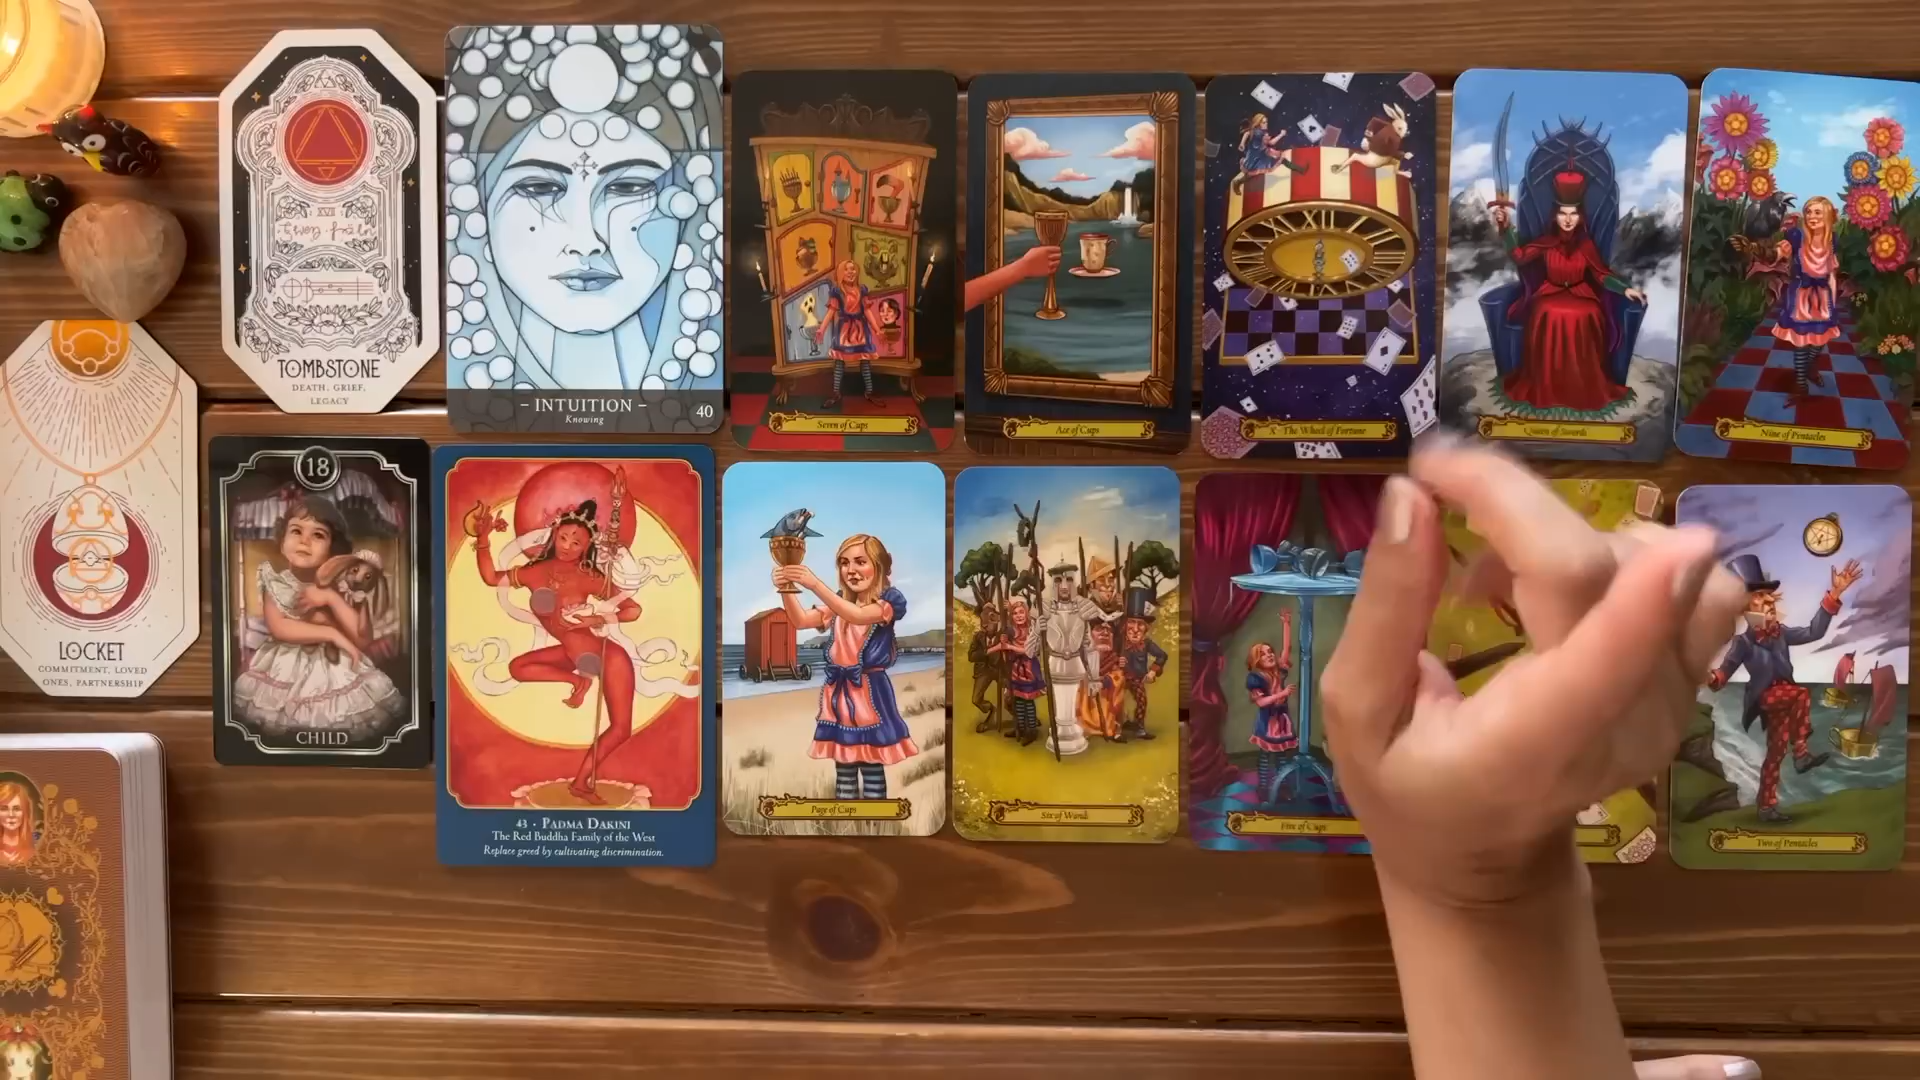 TOMBSTONE
DEATH, GRIEF,
LEGACY
- INTUITION -
Knowing
40
Seven of Cups
Ace of Cups
X The Wheel of Fortune
Queen of Swords
Nine of Pentacles
LOCKET
COMMITMENT, LOVED
ONES, PARTNERSHIP
18
CHILD
43 · PADMA DAKINI
The Red Buddha Family of the West
Replace greed by cultivating discrimination.
Page of Cups
Six of Wands
Five of Cups
Two of Pentacles